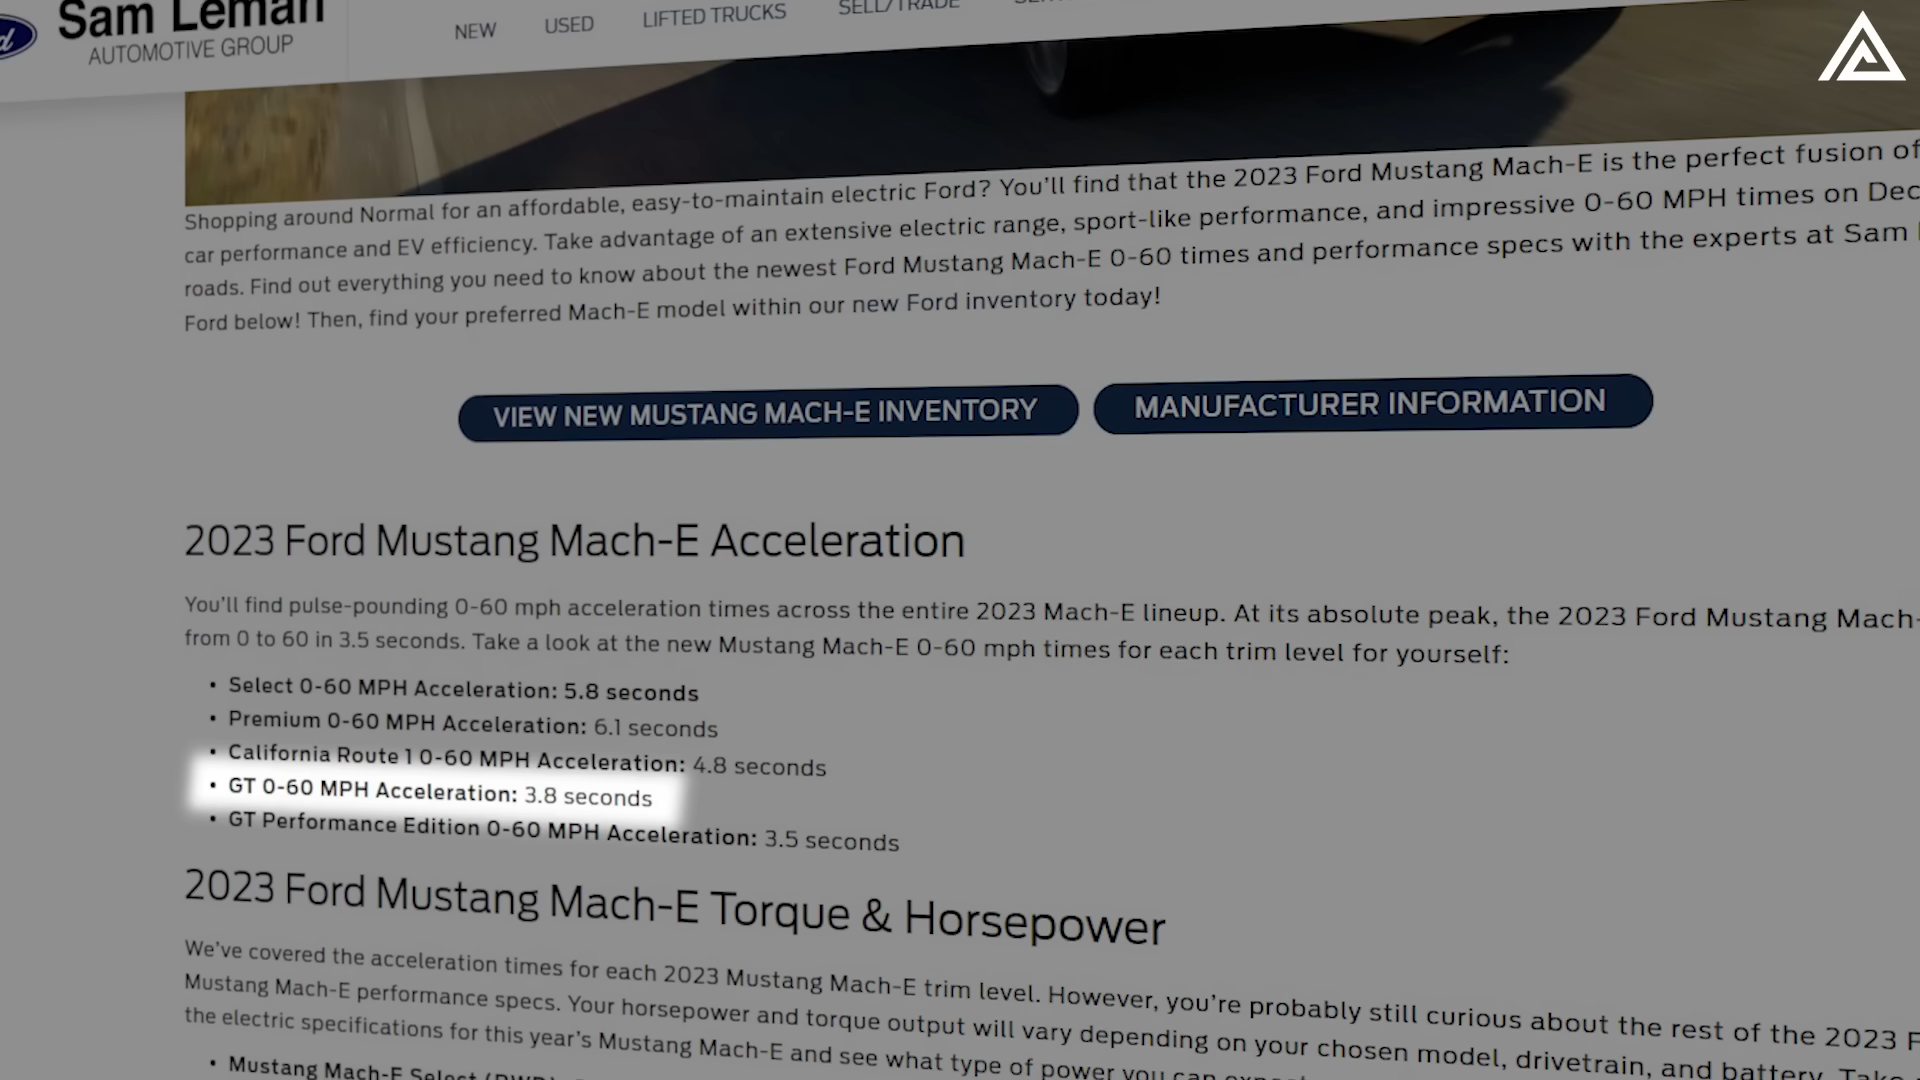 Sam Leman
AUTOMOTIVE GROUP
NEW USED LIFTED TRUCKS SELL/TRADE
Shopping around Normal for an affordable, easy-to-maintain electric Ford? You'll find that the 2023 Ford Mustang Mach-E is the perfect fusion of
car performance and EV efficiency. Take advantage of an extensive electric range, sport-like performance, and impressive 0-60 MPH times on Dec
roads. Find out everything you need to know about the newest Ford Mustang Mach-E 0-60 times and performance specs with the experts at Sam
Ford below! Then, find your preferred Mach-E model within our new Ford inventory today!
VIEW NEW MUSTANG MACH-E INVENTORY
MANUFACTURER INFORMATION
2023 Ford Mustang Mach-E Acceleration
You'll find pulse-pounding 0-60 mph acceleration times across the entire 2023 Mach-E lineup. At its absolute peak, the 2023 Ford Mustang Mach-
from 0 to 60 in 3.5 seconds. Take a look at the new Mustang Mach-E 0-60 mph times for each trim level for yourself:
• Select 0-60 MPH Acceleration: 5.8 seconds
• Premium 0-60 MPH Acceleration: 6.1 seconds
• California Route 1 0-60 MPH Acceleration: 4.8 seconds
• GT 0-60 MPH Acceleration: 3.8 seconds
• GT Performance Edition 0-60 MPH Acceleration: 3.5 seconds
2023 Ford Mustang Mach-E Torque & Horsepower
We've covered the acceleration times for each 2023 Mustang Mach-E trim level. However, you're probably still curious about the rest of the 2023 F
Mustang Mach-E performance specs. Your horsepower and torque output will vary depending on your chosen model, drivetrain, and battery. Take
the electric specifications for this year's Mustang Mach-E and see what type of power you can
• Mustang Mach-E Select